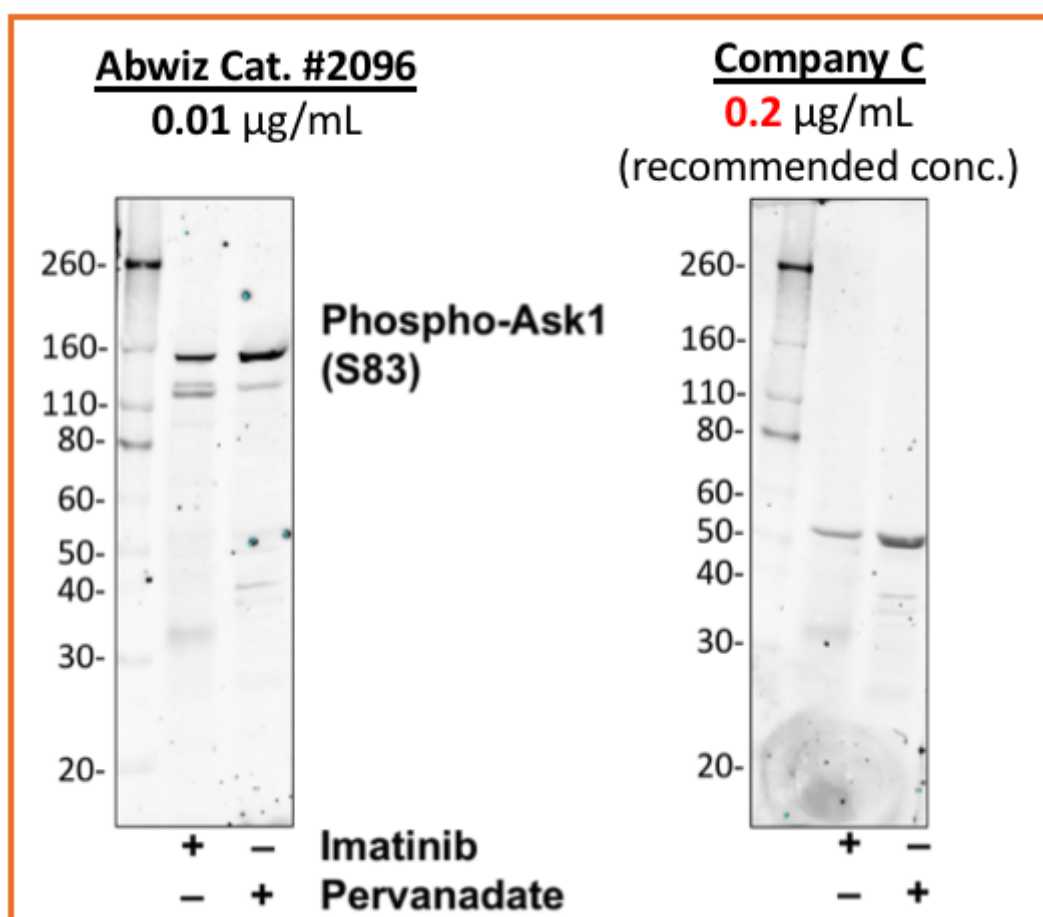 Abwiz Cat. #2096
0.01 µg/mL
Company C
0.2 µg/mL
(recommended conc.)
260-
160-
110-
80-
60-
50-
40-
30-
20-
Phospho-Ask1
(S83)
260-
160-
110-
80-
60-
50-
40-
30-
20-
+ – Imatinib + –
– + Pervanadate – +